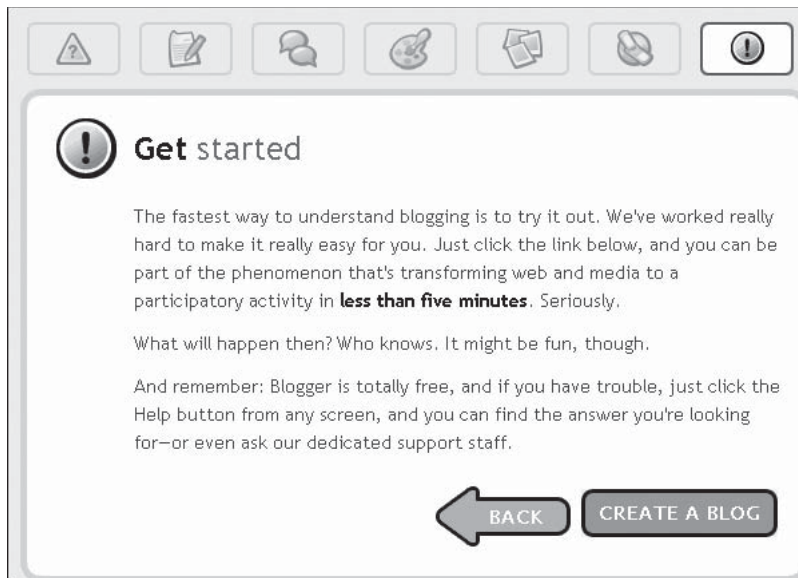 Get started
The fastest way to understand blogging is to try it out. We've worked really
hard to make it really easy for you. Just click the link below, and you can be
part of the phenomenon that's transforming web and media to a
participatory activity in less than five minutes. Seriously.
What will happen then? Who knows. It might be fun, though.
And remember: Blogger is totally free, and if you have trouble, just click the
Help button from any screen, and you can find the answer you're looking
for—or even ask our dedicated support staff.
BACK
CREATE A BLOG